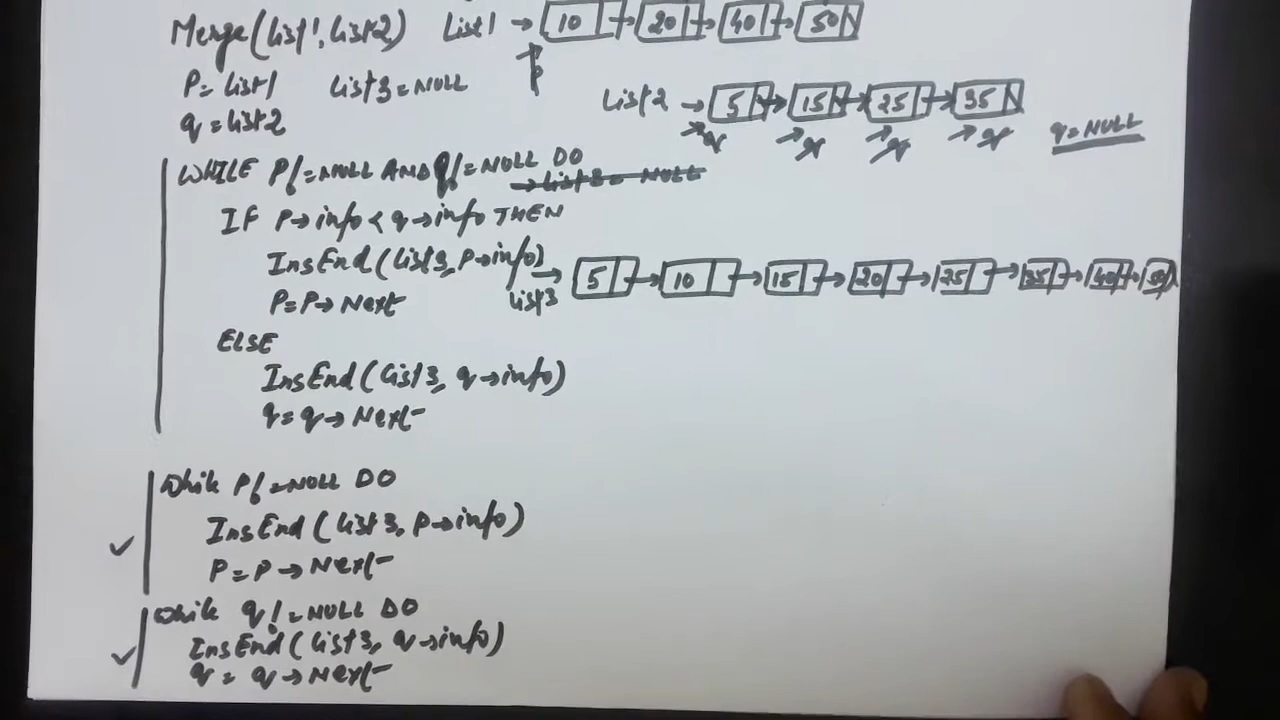 Merge(List1, List2) List1 → 10 → 20 → 40 → 50 N
P
P = List1 List3 = NULL
List2 → 5 → 15 → 25 → 35 N
q = List2
q q q q q = NULL
WHILE P != NULL AND q != NULL DO
→ List3 = NULL
IF P→info < q→info THEN
InsEnd(List3, P→info)
List3 → 5 → 10 → 15 → 20 → 25 → 35 → 40 → 50
P = P→Next
ELSE
InsEnd(List3, q→info)
q = q→Next
While P != NULL DO
InsEnd(List3, P→info)
P = P→Next
While q != NULL DO
InsEnd(List3, q→info)
q = q→Next